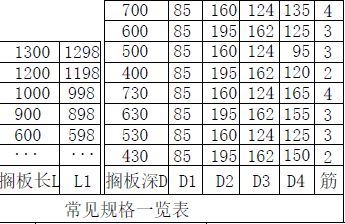 700 85 160 124 135 4
600 85 195 162 125 3
1300 1298 500 85 160 124 95 3
1200 1198 400 85 195 162 120 2
1000 998 730 85 160 124 165 4
900 898 630 85 195 162 155 3
600 598 530 85 160 124 125 3
... ... 430 85 195 162 150 2
搁板长L L1 搁板深D D1 D2 D3 D4 筋
常见规格一览表